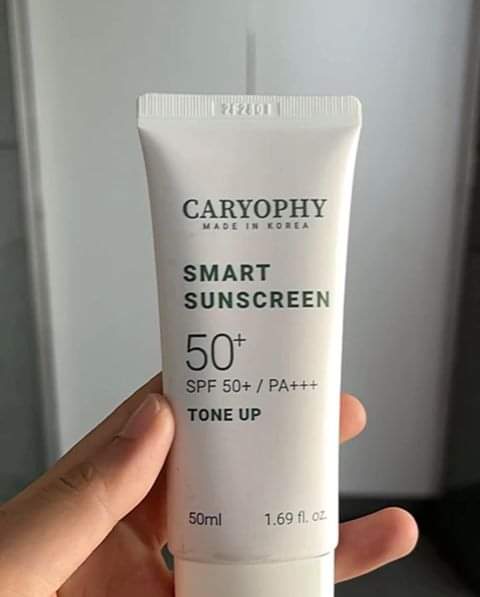 CARYOPHY
MADE IN KOREA
SMART
SUNSCREEN
50+
SPF 50+ / PA+++
TONE UP
50ml 1.69 fl. oz.